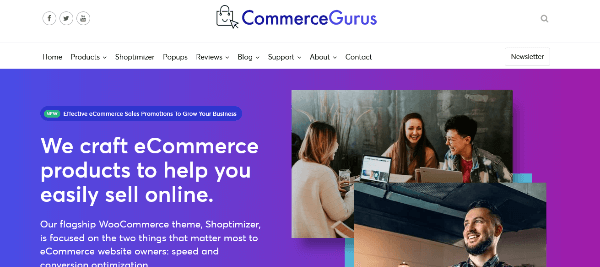 CommerceGurus
Home Products Shoptimizer Popups Reviews Blog Support About Contact Newsletter
NEW Effective eCommerce Sales Promotions To Grow Your Business
We craft eCommerce
products to help you
easily sell online.
Our flagship WooCommerce theme, Shoptimizer,
is focused on the two things that matter most to
eCommerce website owners: speed and
conversion optimization